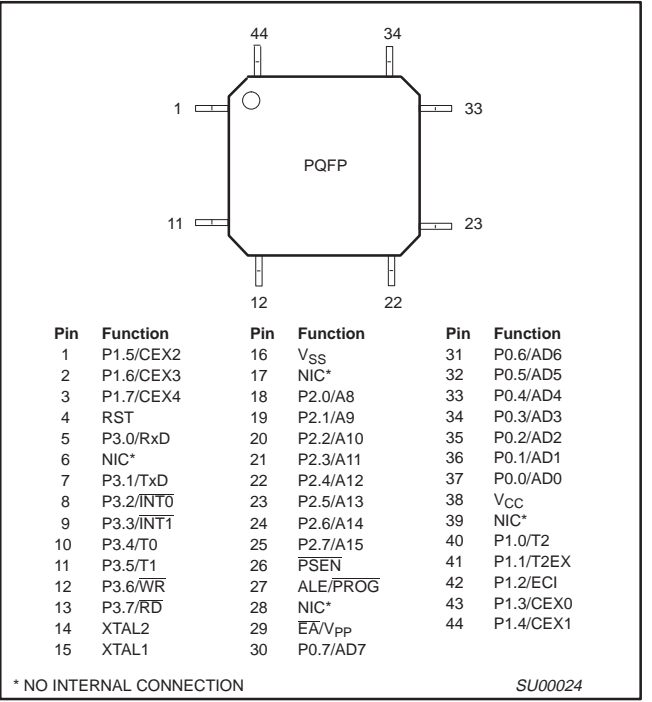 44 34
1 33
PQFP
11 23
12 22
Pin Function Pin Function Pin Function
1 P1.5/CEX2 16 VSS 31 P0.6/AD6
2 P1.6/CEX3 17 NIC* 32 P0.5/AD5
3 P1.7/CEX4 18 P2.0/A8 33 P0.4/AD4
4 RST 19 P2.1/A9 34 P0.3/AD3
5 P3.0/RxD 20 P2.2/A10 35 P0.2/AD2
6 NIC* 21 P2.3/A11 36 P0.1/AD1
7 P3.1/TxD 22 P2.4/A12 37 P0.0/AD0
8 P3.2/INT0 23 P2.5/A13 38 VCC
9 P3.3/INT1 24 P2.6/A14 39 NIC*
10 P3.4/T0 25 P2.7/A15 40 P1.0/T2
11 P3.5/T1 26 PSEN 41 P1.1/T2EX
12 P3.6/WR 27 ALE/PROG 42 P1.2/ECI
13 P3.7/RD 28 NIC* 43 P1.3/CEX0
14 XTAL2 29 EA/VPP 44 P1.4/CEX1
15 XTAL1 30 P0.7/AD7
* NO INTERNAL CONNECTION SU00024